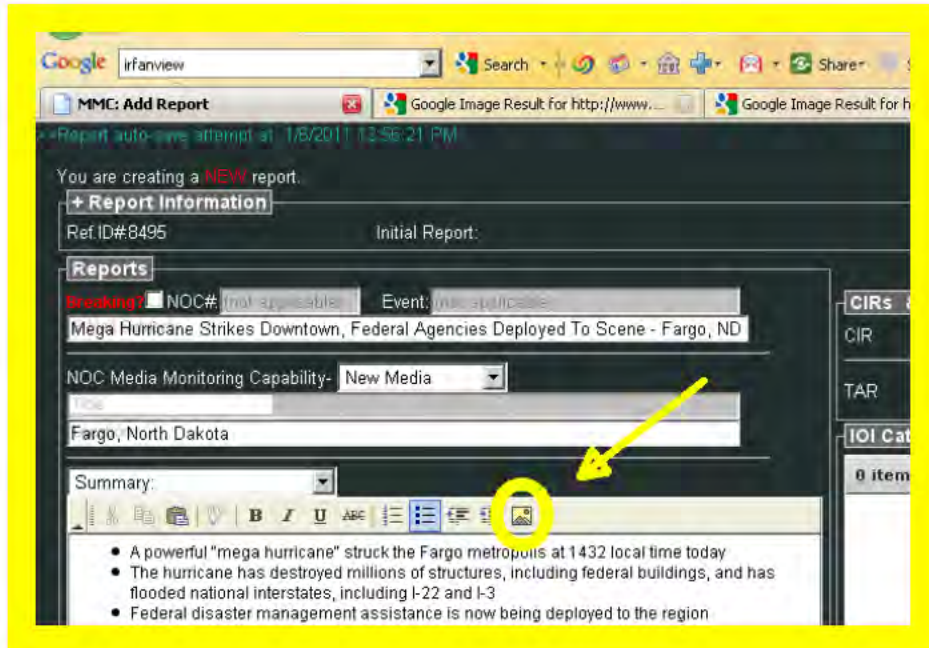 Google irfanview Search Share
MMC: Add Report Google Image Result for http://www.... Google Image Result for h
Report auto-save attempt at 1/8/2011 12:56:21 PM
You are creating a NEW report.
+ Report Information
Ref.ID#:8495 Initial Report:
Reports
Breaking? NOC#: (not applicable) Event: (not applicable)
CIRs &
Mega Hurricane Strikes Downtown, Federal Agencies Deployed To Scene - Fargo, ND
CIR
NOC Media Monitoring Capability- New Media
TAR
Title
Fargo, North Dakota
IOI Cat
Summary:
0 item
B I U ABC
A powerful "mega hurricane" struck the Fargo metropolis at 1432 local time today
The hurricane has destroyed millions of structures, including federal buildings, and has
flooded national interstates, including I-22 and I-3
Federal disaster management assistance is now being deployed to the region